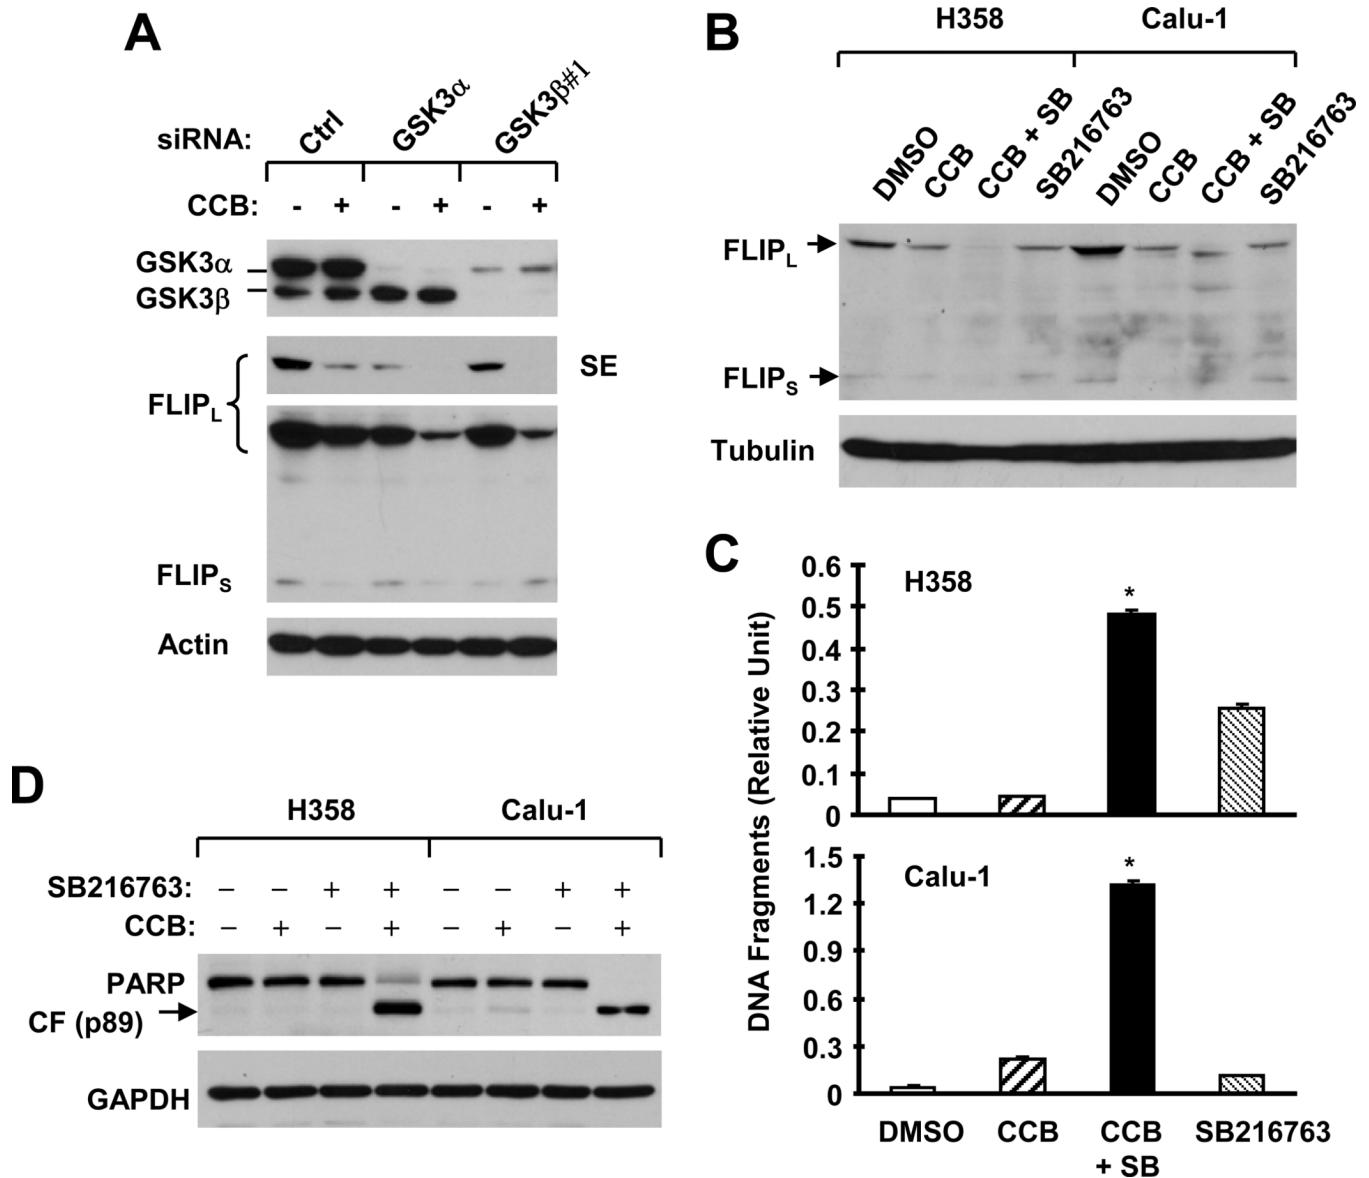 A
siRNA: Ctrl GSK3α GSK3β#1
CCB: - + - + - +
GSK3α
GSK3β
FLIPL
SE
FLIPS
Actin
B
H358 Calu-1
DMSO CCB CCB + SB SB216763 DMSO CCB CCB + SB SB216763
FLIPL
FLIPS
Tubulin
C
DNA Fragments (Relative Unit)
H358
0.6
0.5
0.4
0.3
0.2
0.1
0
*
Calu-1
1.5
1.2
0.9
0.6
0.3
0
*
DMSO CCB CCB SB216763
+ SB
D
H358 Calu-1
SB216763: − − + + − − + +
CCB: − + − + − + − +
PARP
CF (p89)
GAPDH